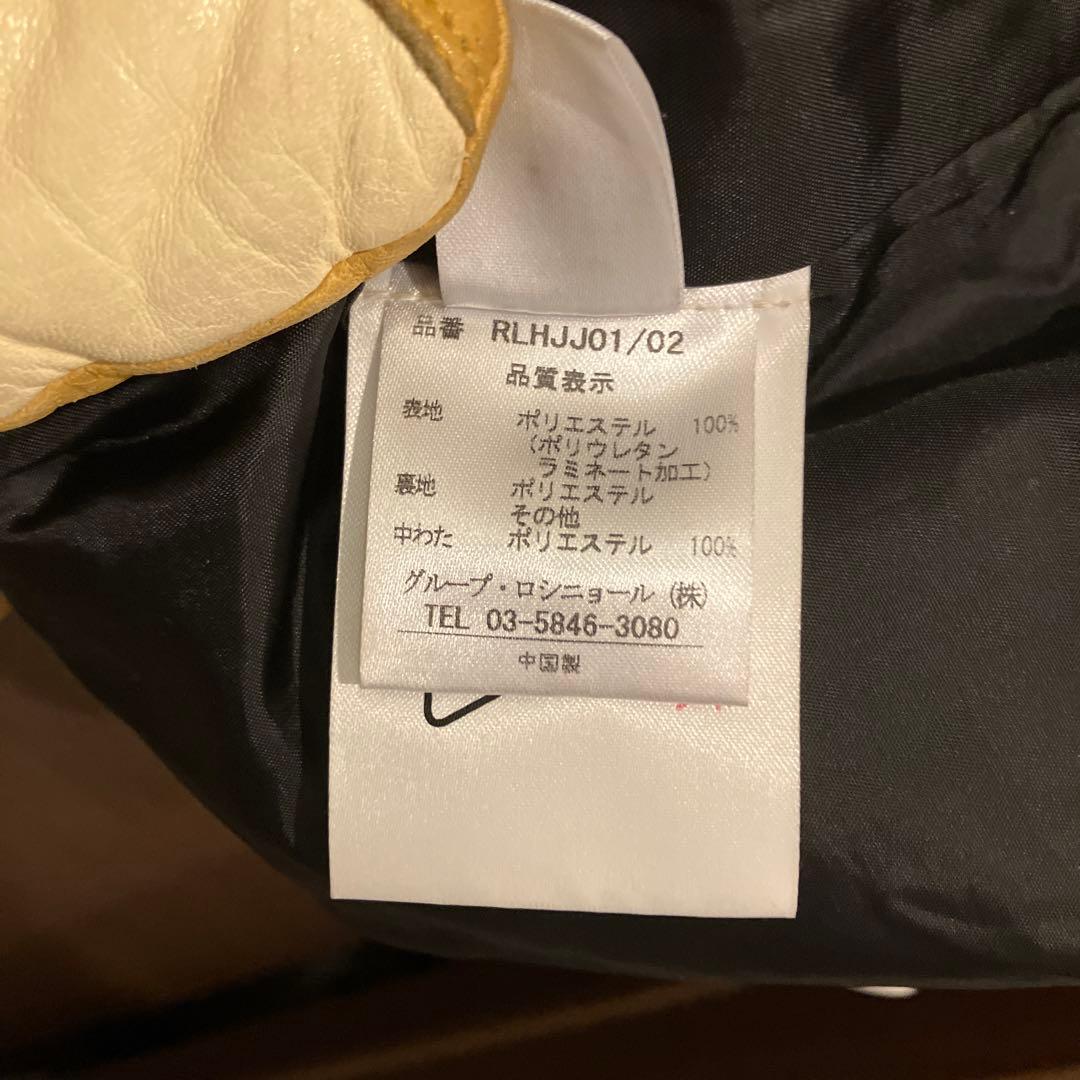 品番 RLHJJ01/02
品質表示
表地 ポリエステル 100%
(ポリウレタン
ラミネート加工)
裏地 ポリエステル
その他
中わた ポリエステル 100%
グループ・ロシニョール (株)
TEL 03-5846-3080
中国製